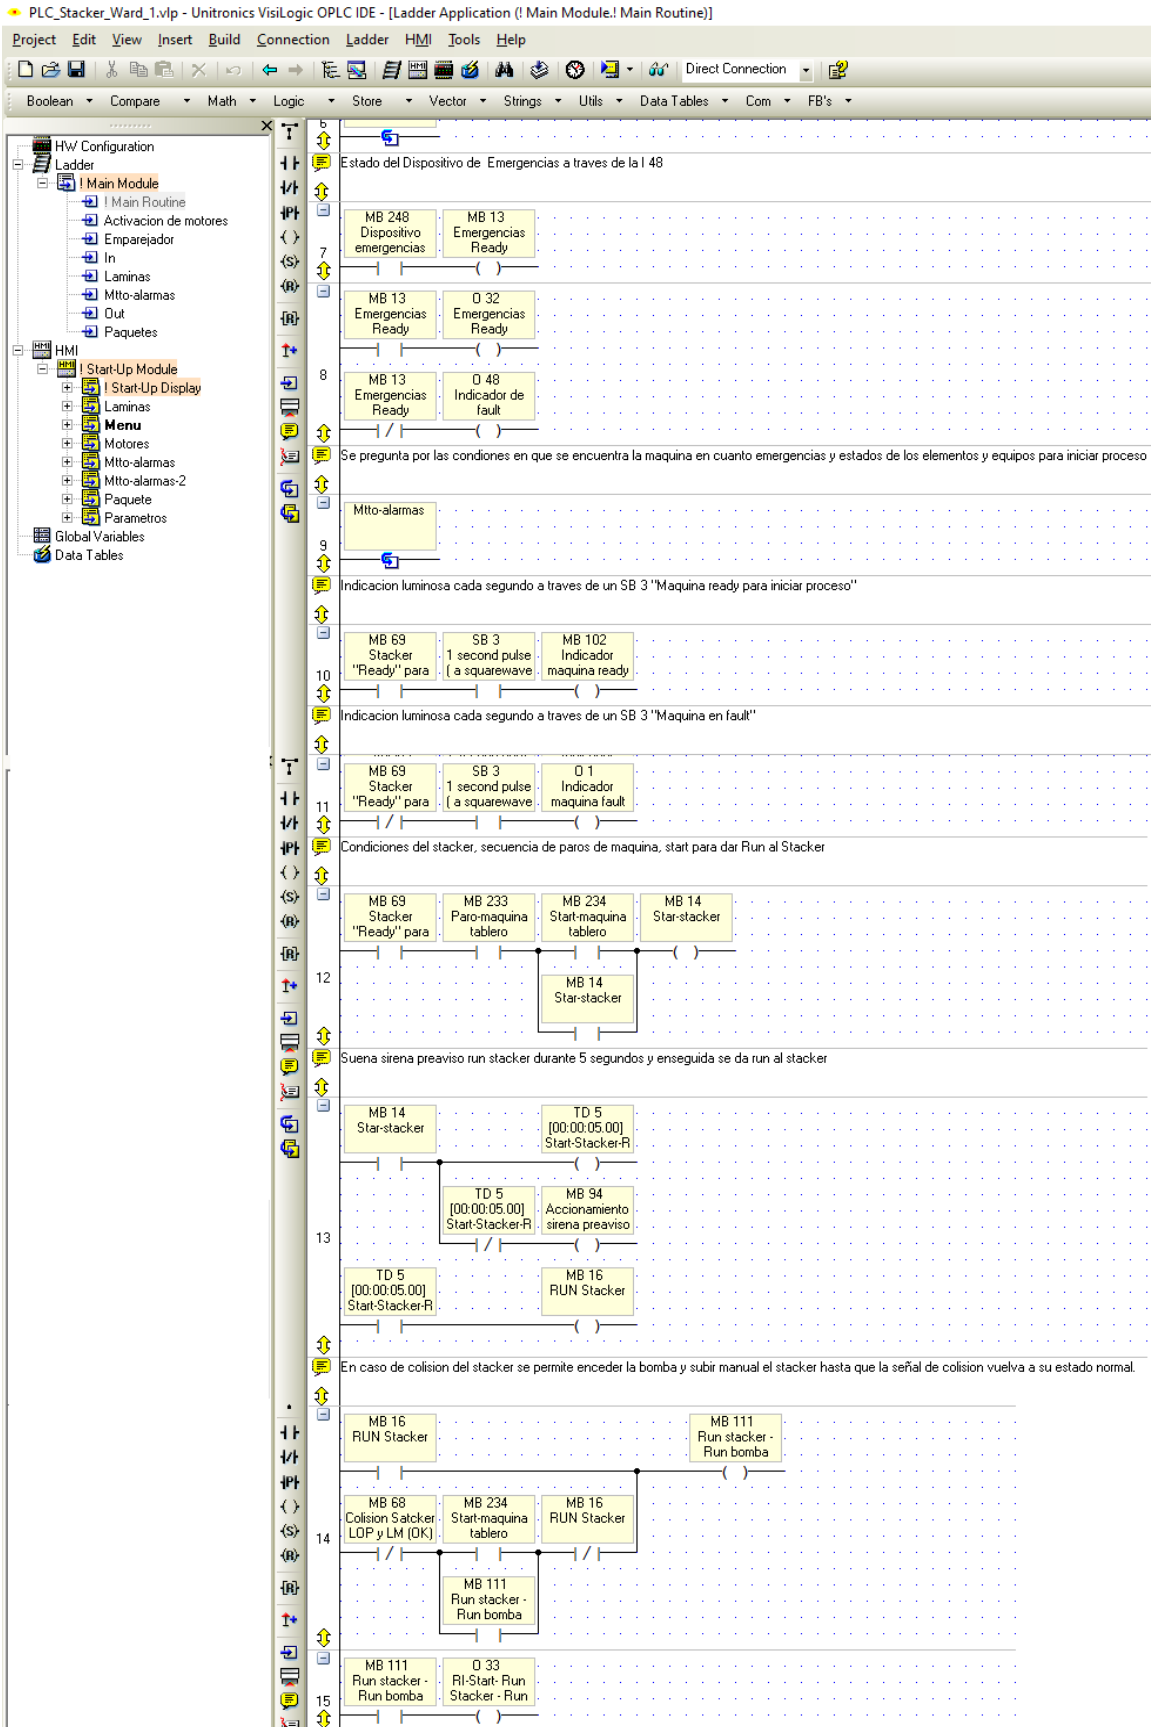 PLC_Stacker_Ward_1.vlp - Unitronics VisiLogic OPLC IDE - [Ladder Application (! Main Module.! Main Routine)]
Project Edit View Insert Build Connection Ladder HMI Tools Help
Direct Connection
Boolean Compare Math Logic Store Vector Strings Utils Data Tables Com FB's
HW Configuration
Ladder
! Main Module
! Main Routine
Activacion de motores
Emparejador
In
Laminas
Mtto-alarmas
Out
Paquetes
HMI
! Start-Up Module
! Start-Up Display
Laminas
Menu
Motores
Mtto-alarmas
Mtto-alarmas-2
Paquete
Parametros
Global Variables
Data Tables
6
Estado del Dispositivo de Emergencias a traves de la I 48
7
MB 248
Dispositivo
emergencias
MB 13
Emergencias
Ready
8
MB 13
Emergencias
Ready
O 32
Emergencias
Ready
MB 13
Emergencias
Ready
O 48
Indicador de
fault
Se pregunta por las condiones en que se encuentra la maquina en cuanto emergencias y estados de los elementos y equipos para iniciar proceso
9
Mtto-alarmas
Indicacion luminosa cada segundo a traves de un SB 3 "Maquina ready para iniciar proceso"
10
MB 69
Stacker
"Ready" para
SB 3
1 second pulse
( a squarewave
MB 102
Indicador
maquina ready
Indicacion luminosa cada segundo a traves de un SB 3 "Maquina en fault"
11
MB 69
Stacker
"Ready" para
SB 3
1 second pulse
( a squarewave
O 1
Indicador
maquina fault
Condiciones del stacker, secuencia de paros de maquina, start para dar Run al Stacker
12
MB 69
Stacker
"Ready" para
MB 233
Paro-maquina
tablero
MB 234
Start-maquina
tablero
MB 14
Star-stacker
MB 14
Star-stacker
Suena sirena preaviso run stacker durante 5 segundos y enseguida se da run al stacker
13
MB 14
Star-stacker
TD 5
[00:00:05.00]
Start-Stacker-R
TD 5
[00:00:05.00]
Start-Stacker-R
MB 94
Accionamiento
sirena preaviso
TD 5
[00:00:05.00]
Start-Stacker-R
MB 16
RUN Stacker
En caso de colision del stacker se permite enceder la bomba y subir manual el stacker hasta que la señal de colision vuelva a su estado normal.
14
MB 16
RUN Stacker
MB 111
Run stacker -
Run bomba
MB 68
Colision Satcker
LOP y LM (OK)
MB 234
Start-maquina
tablero
MB 16
RUN Stacker
MB 111
Run stacker -
Run bomba
15
MB 111
Run stacker -
Run bomba
O 33
RI-Start- Run
Stacker - Run